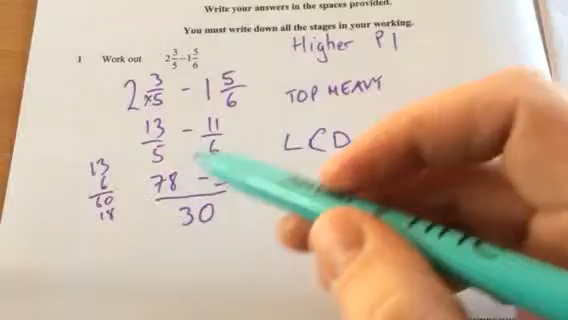 Write your answers in the spaces provided.
You must write down all the stages in your working.
Higher P1
1 Work out 2 3/5 - 1 5/6
2 3/×5 - 1 5/6
TOP HEAVY
13/5 - 11/6
LCD
78 -
30
13
6
60
18